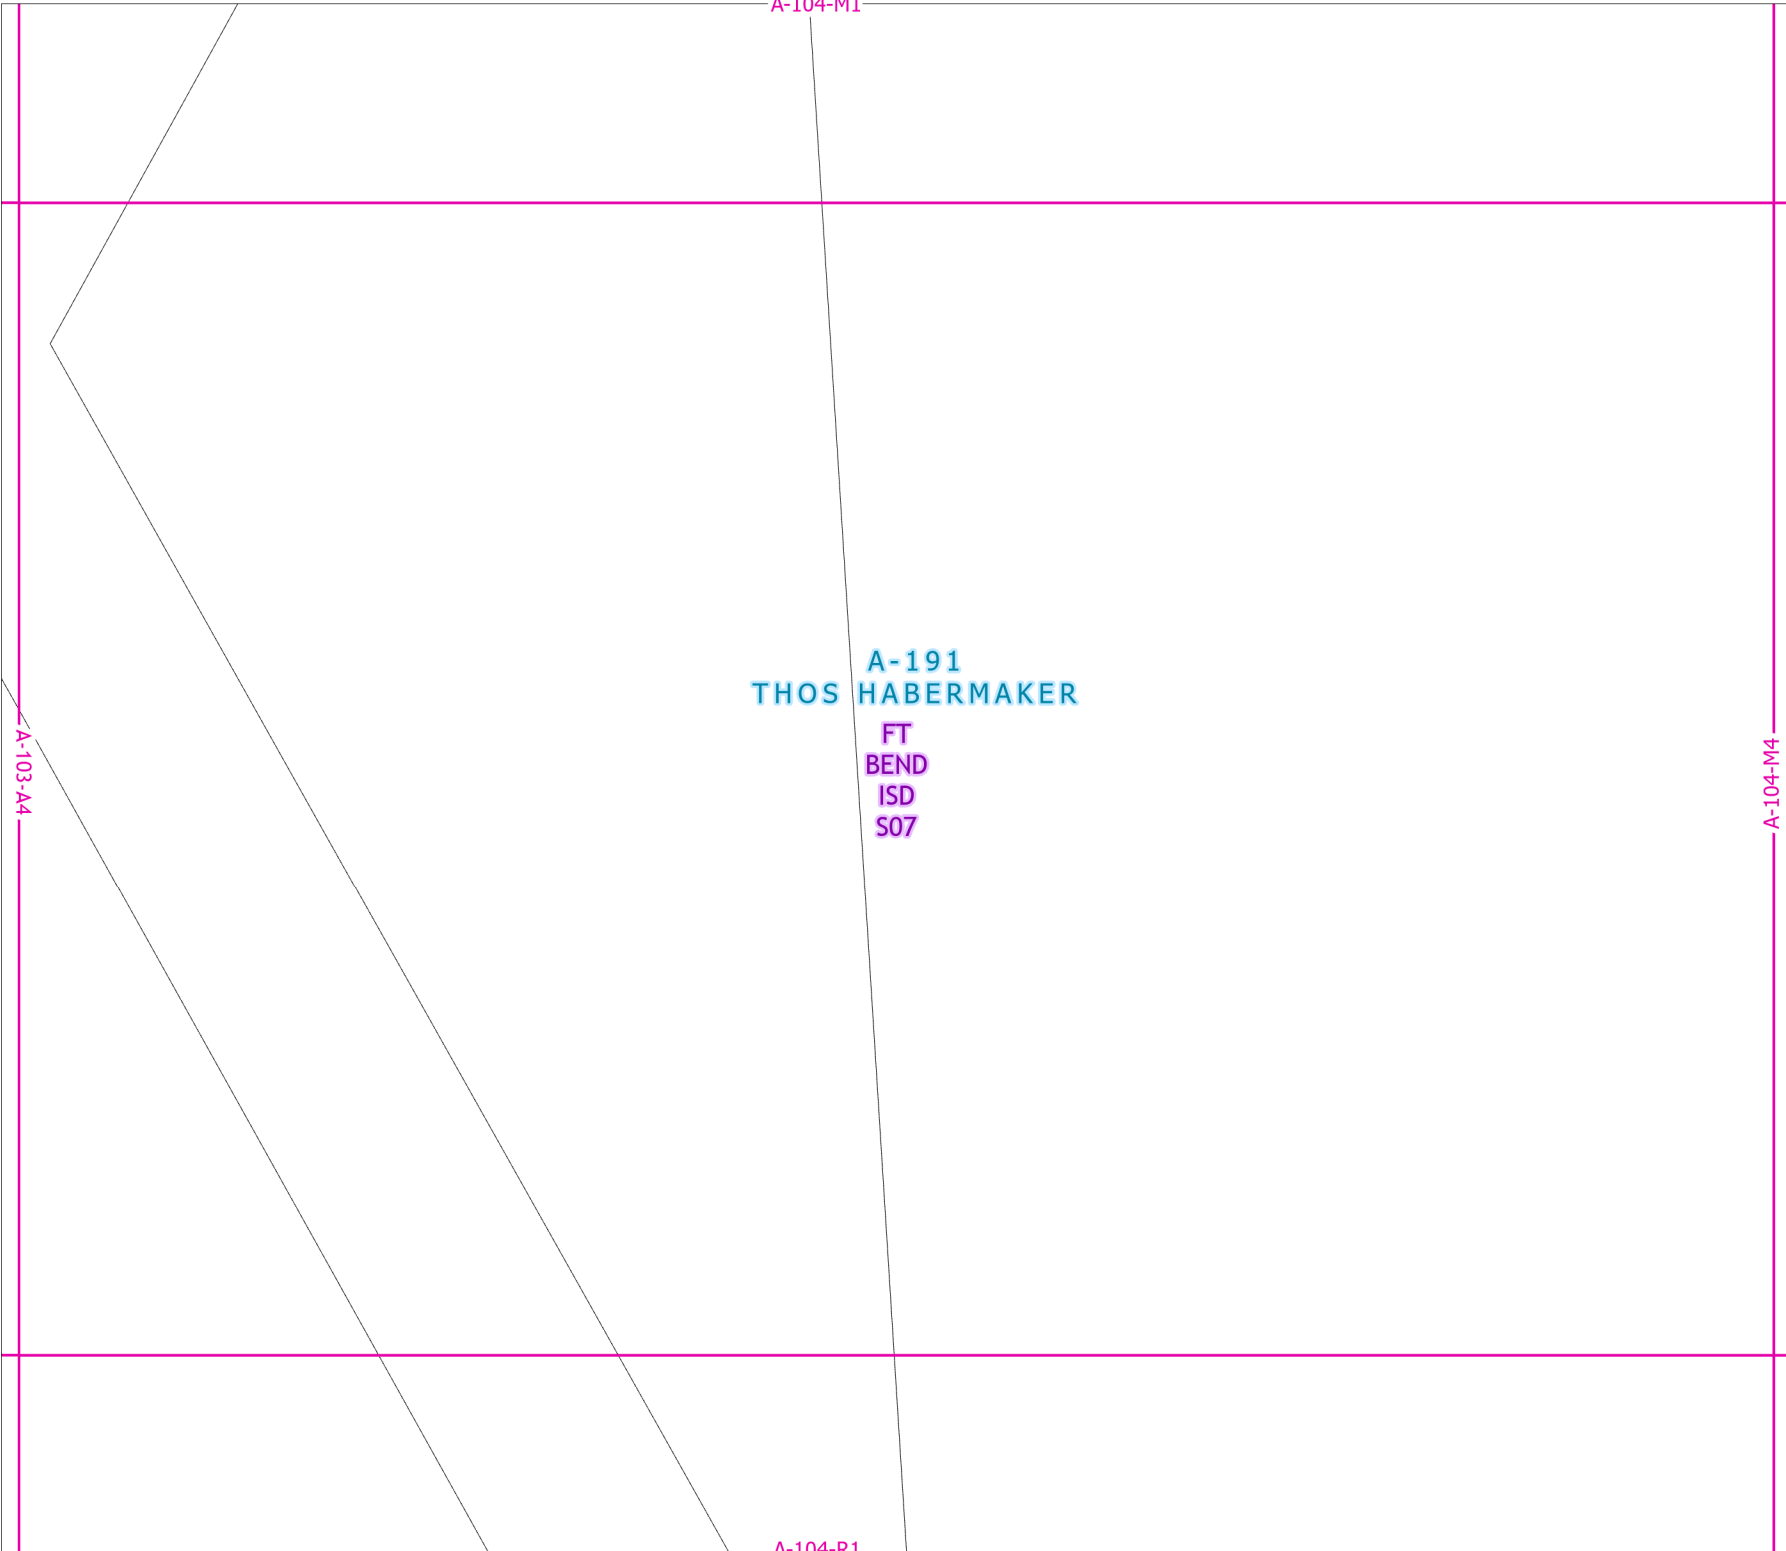 A-104-M1
A-191
THOS HABERMAKER
FT
BEND
ISD
S07
A-103-A4
A-104-M4
A-104-R1